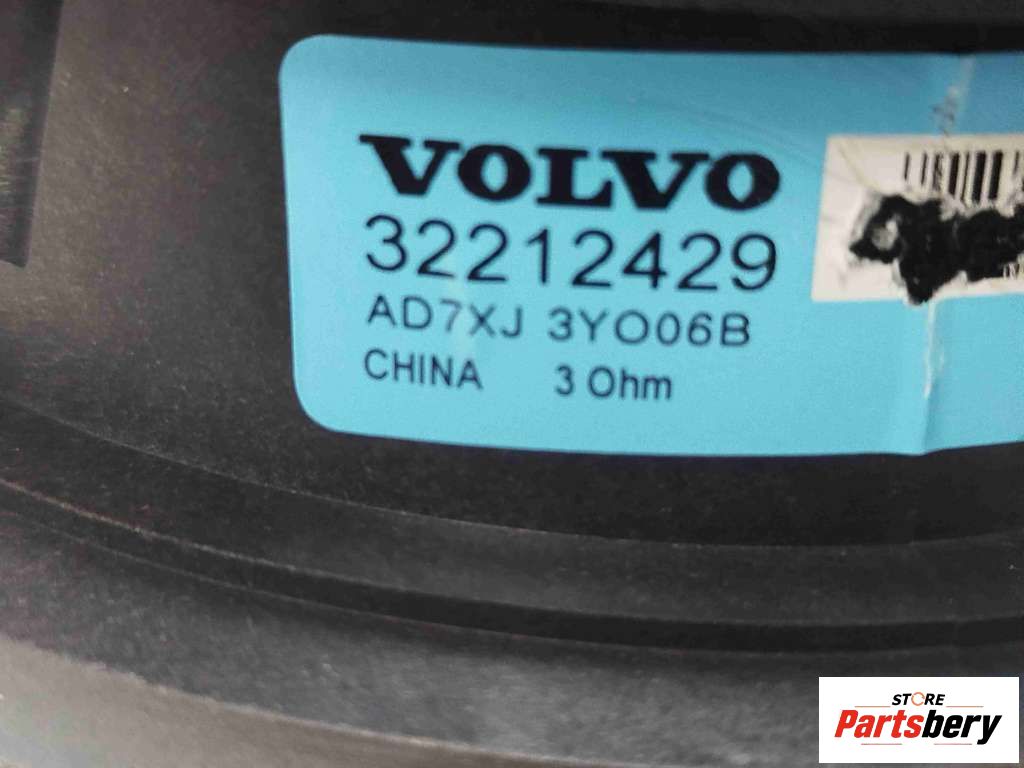 VOLVO
32212429
AD7XJ 3YO06B
CHINA 3 Ohm
STORE
Partsbery